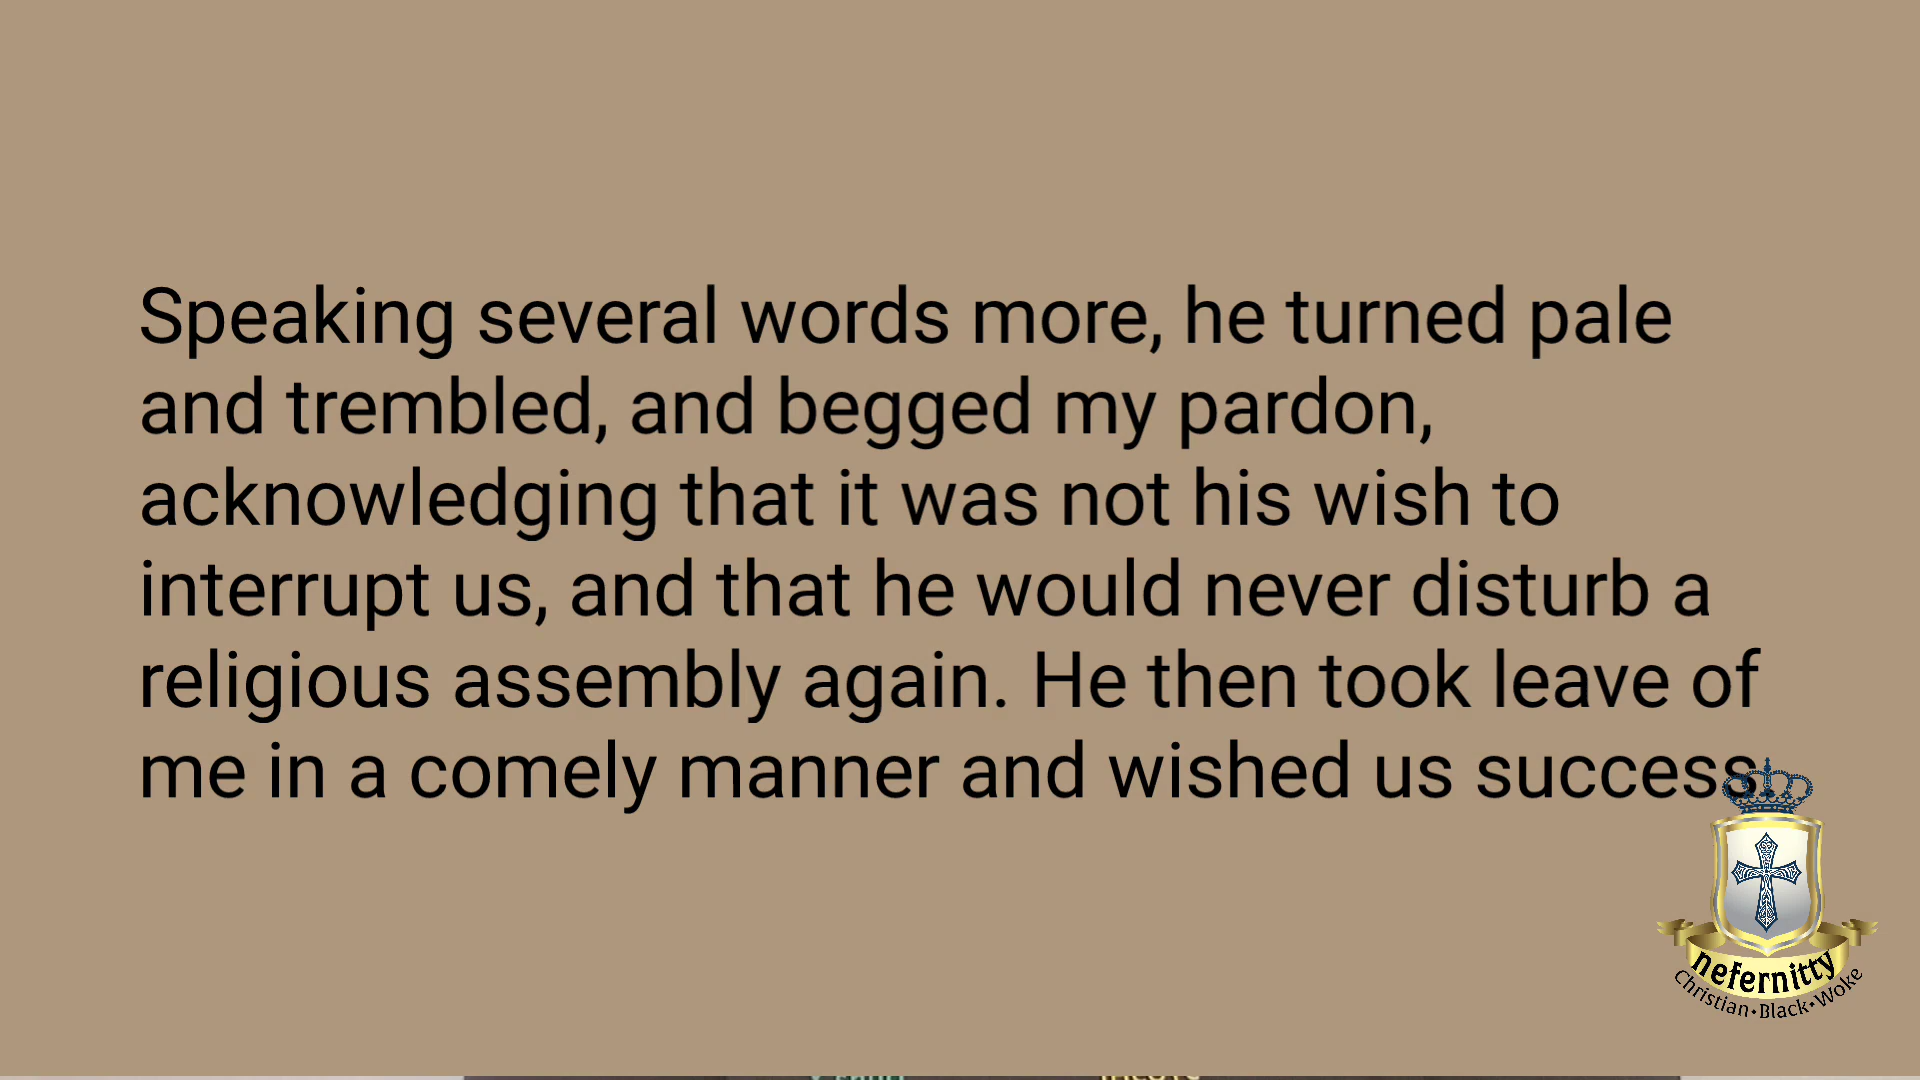 Speaking several words more, he turned pale
and trembled, and begged my pardon,
acknowledging that it was not his wish to
interrupt us, and that he would never disturb a
religious assembly again. He then took leave of
me in a comely manner and wished us success.
nefernitty
Christian•Black•Woke